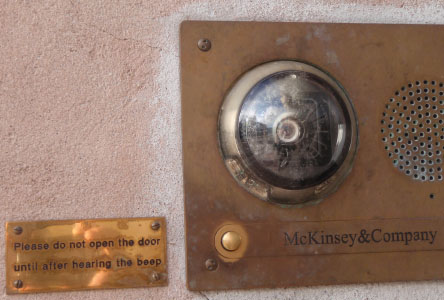 McKinsey&Company
Please do not open the door
until after hearing the beep